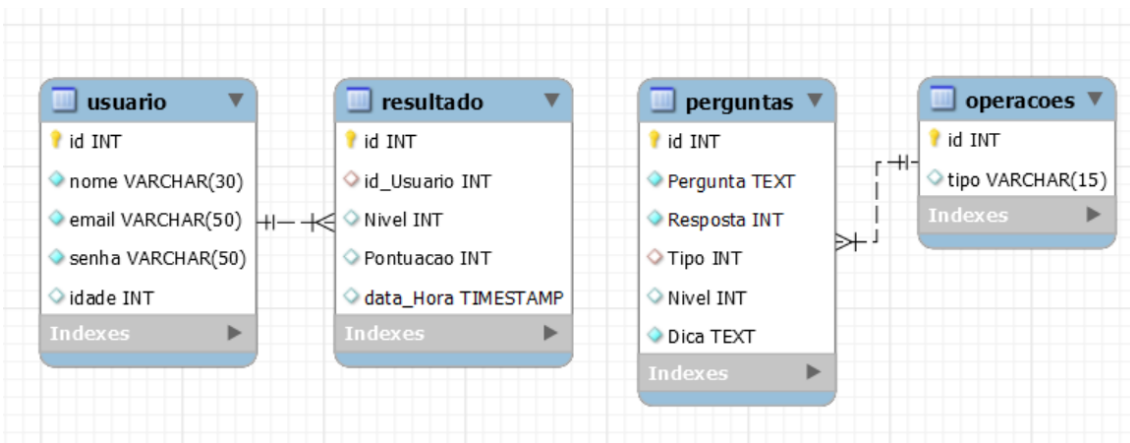 usuario
id INT
nome VARCHAR(30)
email VARCHAR(50)
senha VARCHAR(50)
idade INT
Indexes
resultado
id INT
id_Usuario INT
Nivel INT
Pontuacao INT
data_Hora TIMESTAMP
Indexes
perguntas
id INT
Pergunta TEXT
Resposta INT
Tipo INT
Nivel INT
Dica TEXT
Indexes
operacoes
id INT
tipo VARCHAR(15)
Indexes